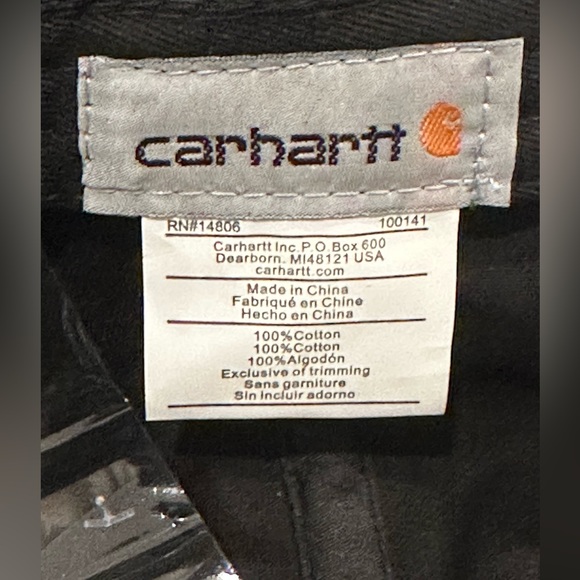 carhartt
RN#14806 100141
Carhartt Inc.P.O.Box 600
Dearborn. MI48121 USA
carhartt.com
Made in China
Fabriqué en Chine
Hecho en China
100%Cotton
100%Cotton
100%Algodón
Exclusive of trimming
Sans garniture
Sin incluir adorno